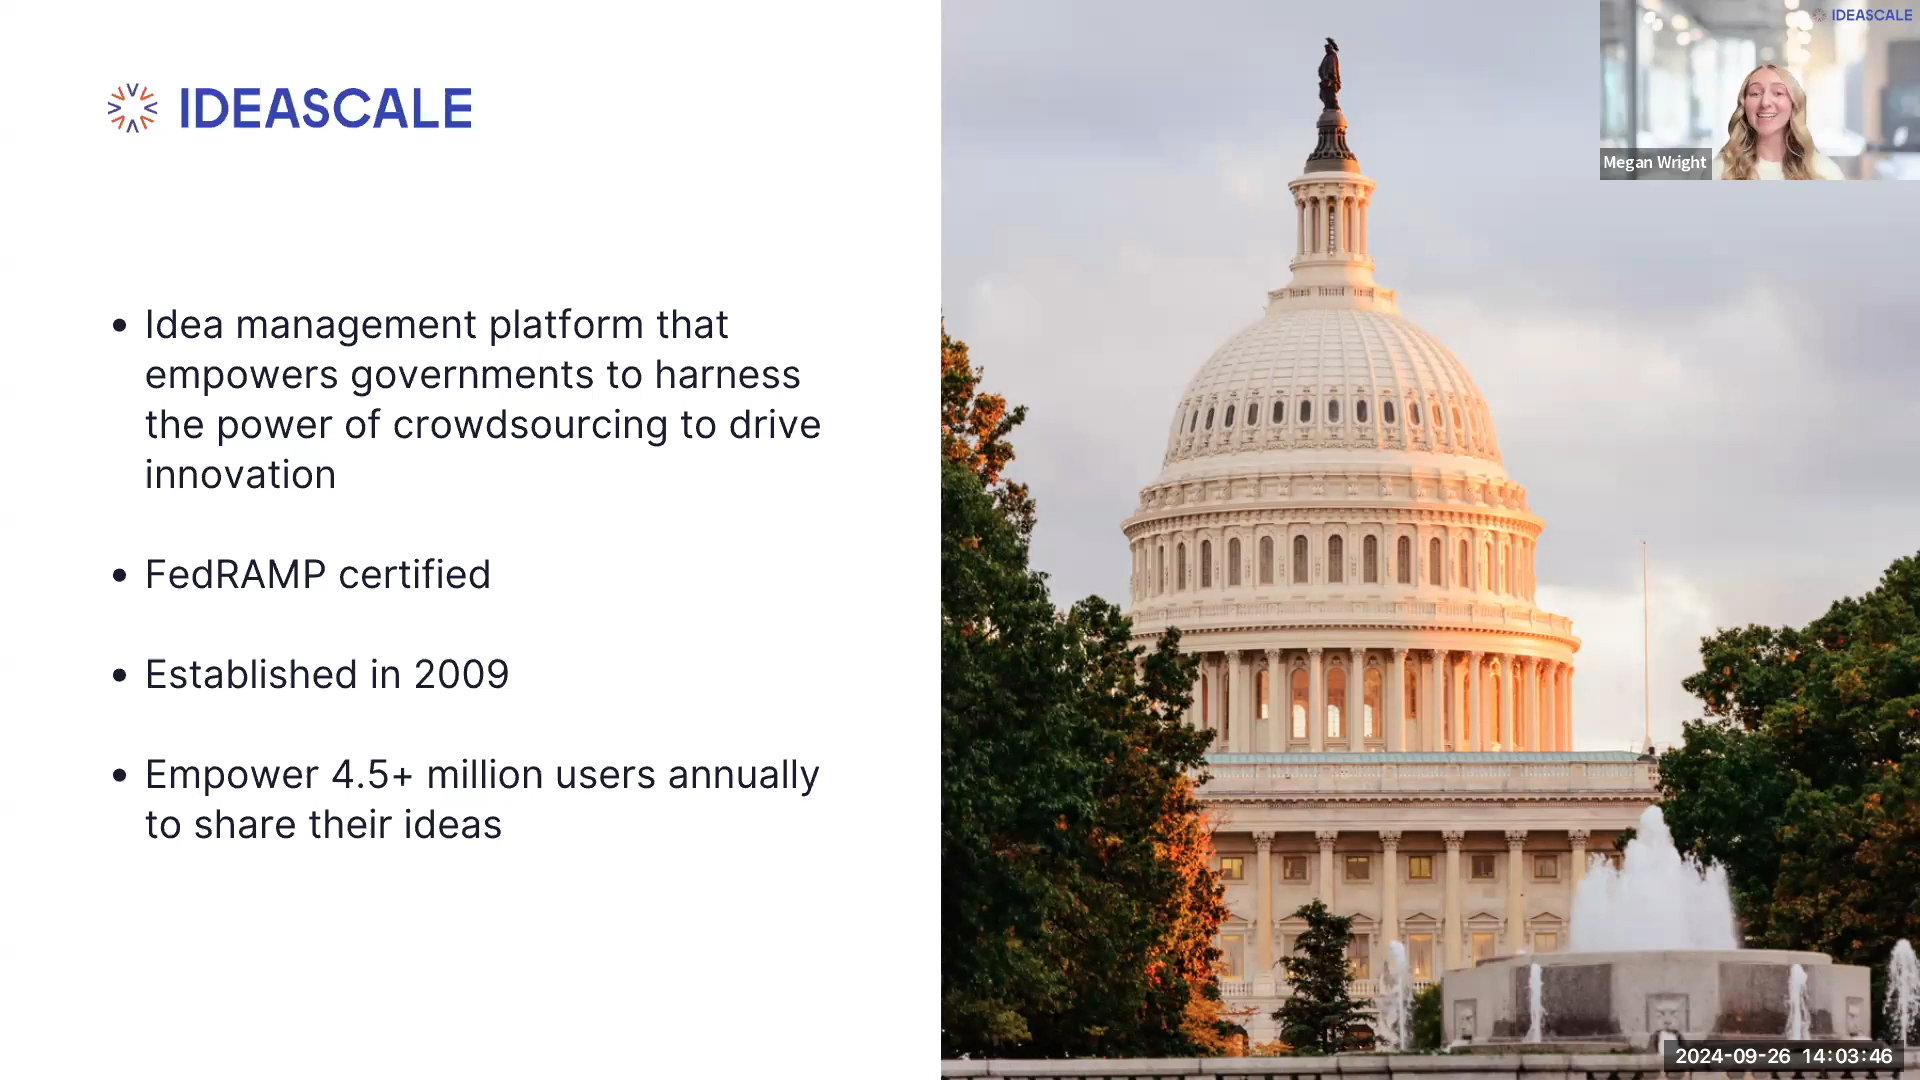 IDEASCALE
• Idea management platform that
empowers governments to harness
the power of crowdsourcing to drive
innovation
• FedRAMP certified
• Established in 2009
• Empower 4.5+ million users annually
to share their ideas
IDEASCALE
Megan Wright
2024-09-26 14:03:46